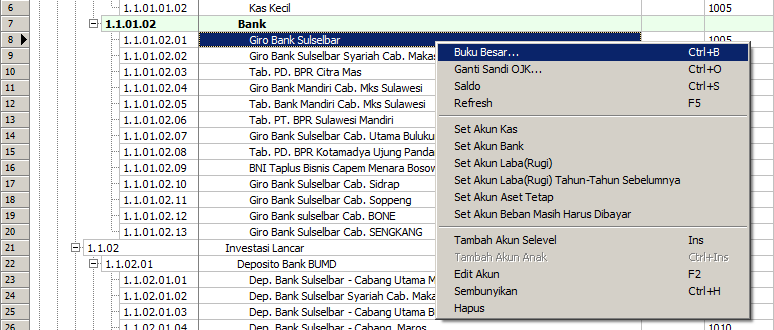 6 1.1.01.01.02 Kas Kecil 1005
7 1.1.01.02 Bank
8 1.1.01.02.01 Giro Bank Sulselbar 1005
9 1.1.01.02.02 Giro Bank Sulselbar Syariah Cab. Makas
10 1.1.01.02.03 Tab. PD. BPR Citra Mas
11 1.1.01.02.04 Giro Bank Mandiri Cab. Mks Sulawesi
12 1.1.01.02.05 Tab. Bank Mandiri Cab. Mks Sulawesi
13 1.1.01.02.06 Tab. PT. BPR Sulawesi Mandiri
14 1.1.01.02.07 Giro Bank Sulselbar Cab. Utama Bulukun
15 1.1.01.02.08 Tab. PD. BPR Kotamadya Ujung Pandan
16 1.1.01.02.09 BNI Taplus Bisnis Capem Menara Bosow
17 1.1.01.02.10 Giro Bank Sulselbar Cab. Sidrap
18 1.1.01.02.11 Giro Bank Sulselbar Cab. Soppeng
19 1.1.01.02.12 Giro Bank sulselbar Cab. BONE
20 1.1.01.02.13 Giro Bank Sulselbar Cab. SENGKANG
21 1.1.02 Investasi Lancar
22 1.1.02.01 Deposito Bank BUMD
23 1.1.02.01.01 Dep. Bank Sulselbar - Cabang Utama M
24 1.1.02.01.02 Dep. Bank Sulselbar Syariah Cab. Maka
25 1.1.02.01.03 Dep. Bank Sulselbar - Cabang Utama M
26 1.1.02.01.04 Dep. Bank Sulselbar - Cabang. Maros 1010
Buku Besar... Ctrl+B
Ganti Sandi OJK... Ctrl+O
Saldo Ctrl+S
Refresh F5
Set Akun Kas
Set Akun Bank
Set Akun Laba(Rugi)
Set Akun Laba(Rugi) Tahun-Tahun Sebelumnya
Set Akun Aset Tetap
Set Akun Beban Masih Harus Dibayar
Tambah Akun Selevel Ins
Tambah Akun Anak Ctrl+Ins
Edit Akun F2
Sembunyikan Ctrl+H
Hapus